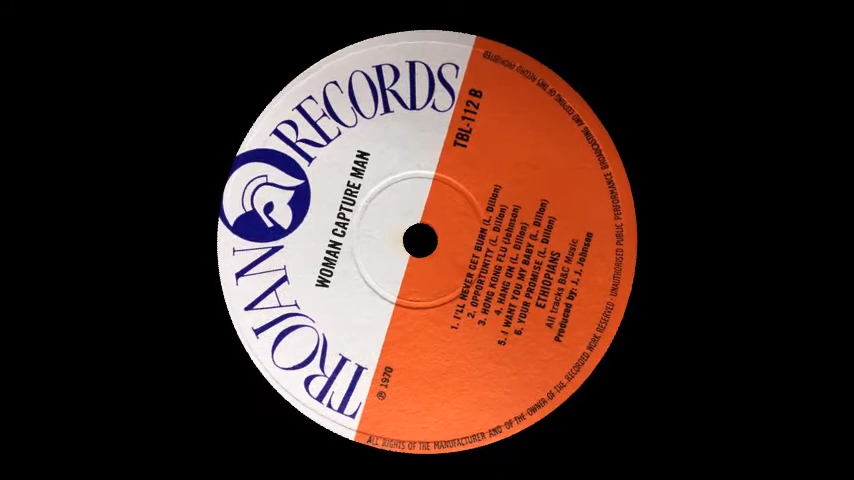 TROJAN RECORDS
WOMAN CAPTURE MAN
TBL-112 B
1. I'LL NEVER GET BURN (L. Dillon)
2. OPPORTUNITY (L. Dillon)
3. HONG KONG FLU (Johnson)
4. HANG ON (L. Dillon)
5. I WANT YOU MY BABY (L. Dillon)
6. YOUR PROMISE (L. Dillon)
ETHIOPIANS
All tracks B&C Music
Produced by: J. J. Johnson
℗ 1970
ALL RIGHTS OF THE MANUFACTURER AND OF THE OWNER OF THE RECORDED WORK RESERVED - UNAUTHORISED PUBLIC PERFORMANCE BROADCASTING AND COPYING OF THIS RECORD PROHIBITED